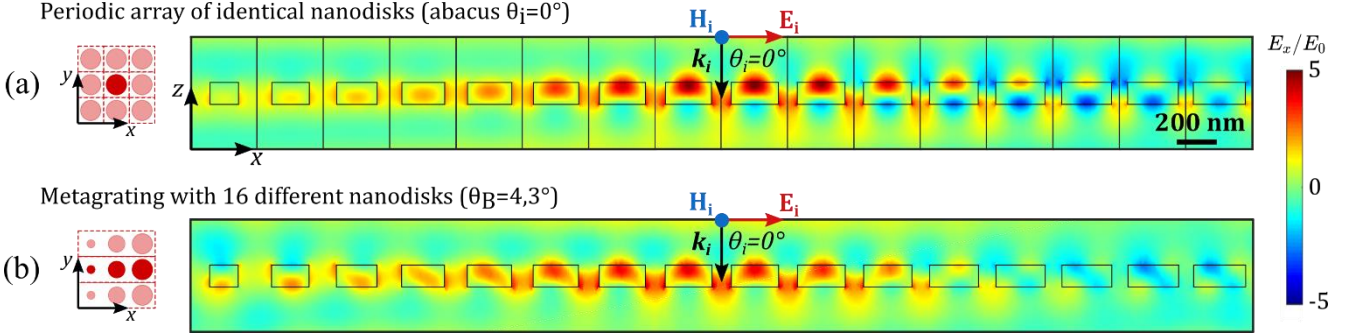 Periodic array of identical nanodisks (abacus θi=0°)
(a)
y
x
z
x
Hi
Ei
ki
θi=0°
200 nm
Ex/E0
5
0
-5
Metagrating with 16 different nanodisks (θB=4,3°)
(b)
y
x
Hi
Ei
ki
θi=0°